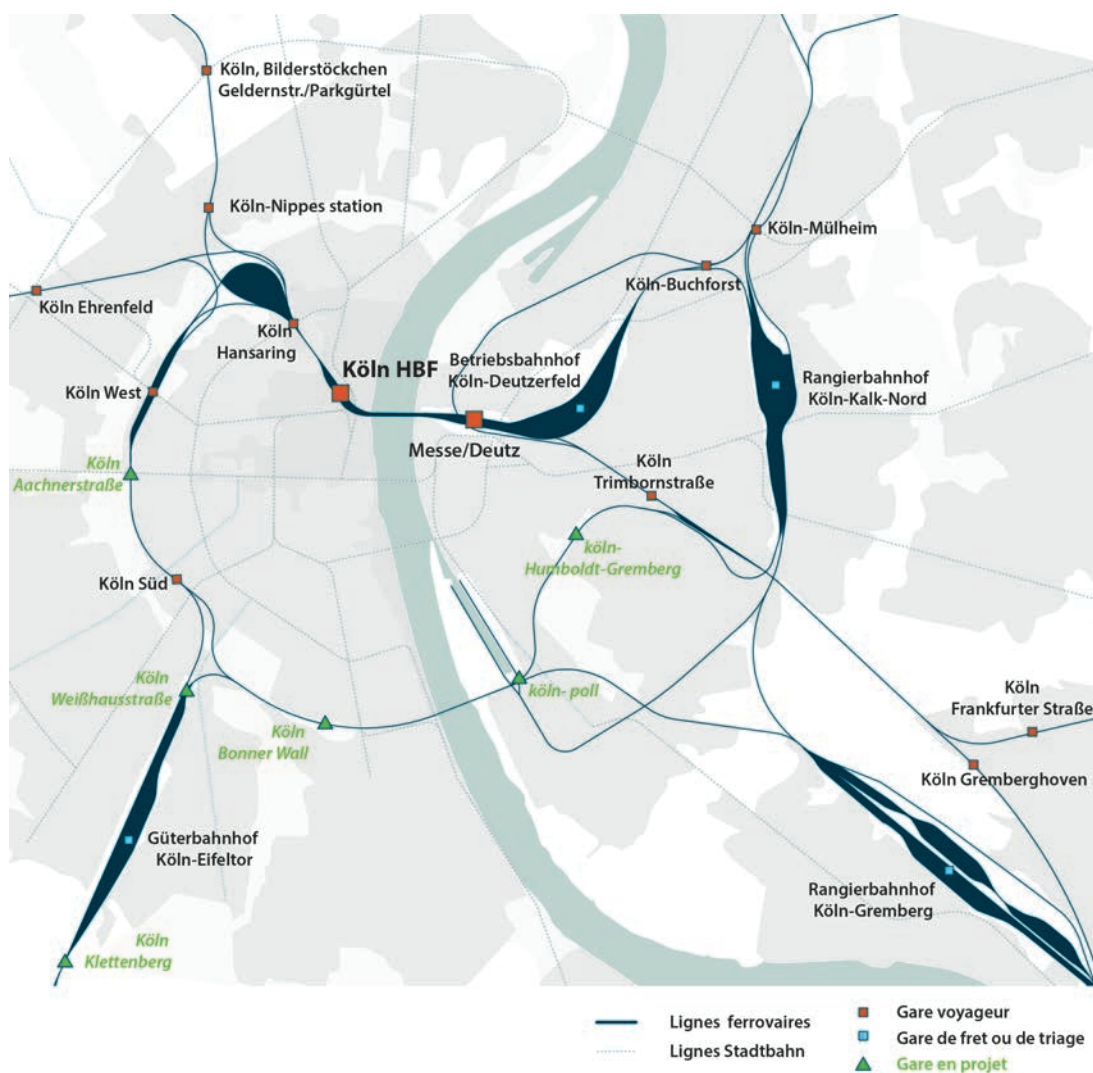 Köln, Bilderstöckchen
Geldernstr./Parkgürtel
Köln-Nippes station
Köln-Mülheim
Köln-Buchforst
Köln Ehrenfeld
Köln
Hansaring
Köln HBF
Betriebsbahnhof
Köln-Deutzerfeld
Rangierbahnhof
Köln-Kalk-Nord
Köln West
Messe/Deutz
Köln
Aachnerstraße
Köln
Trimbornstraße
köln-
Humboldt-Gremberg
Köln Süd
Köln
Weißhausstraße
köln- poll
Köln
Frankfurter Straße
Köln
Bonner Wall
Köln Gremberghoven
Güterbahnhof
Köln-Eifeltor
Rangierbahnhof
Köln-Gremberg
Köln
Klettenberg
Lignes ferrovaires
Lignes Stadtbahn
Gare voyageur
Gare de fret ou de triage
Gare en projet